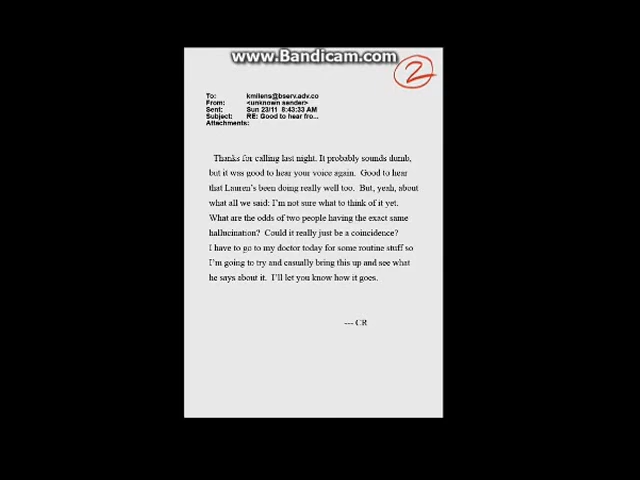 www.Bandicam.com
2
To: kmilens@bserv.adv.co
From: <unknown sender>
Sent: Sun 23/11 8:43:33 AM
Subject: RE: Good to hear fro...
Attachments:
Thanks for calling last night. It probably sounds dumb,
but it was good to hear your voice again. Good to hear
that Lauren's been doing really well too. But, yeah, about
what all we said: I'm not sure what to think of it yet.
What are the odds of two people having the exact same
hallucination? Could it really just be a coincidence?
I have to go to my doctor today for some routine stuff so
I'm going to try and casually bring this up and see what
he says about it. I'll let you know how it goes.
--- CR